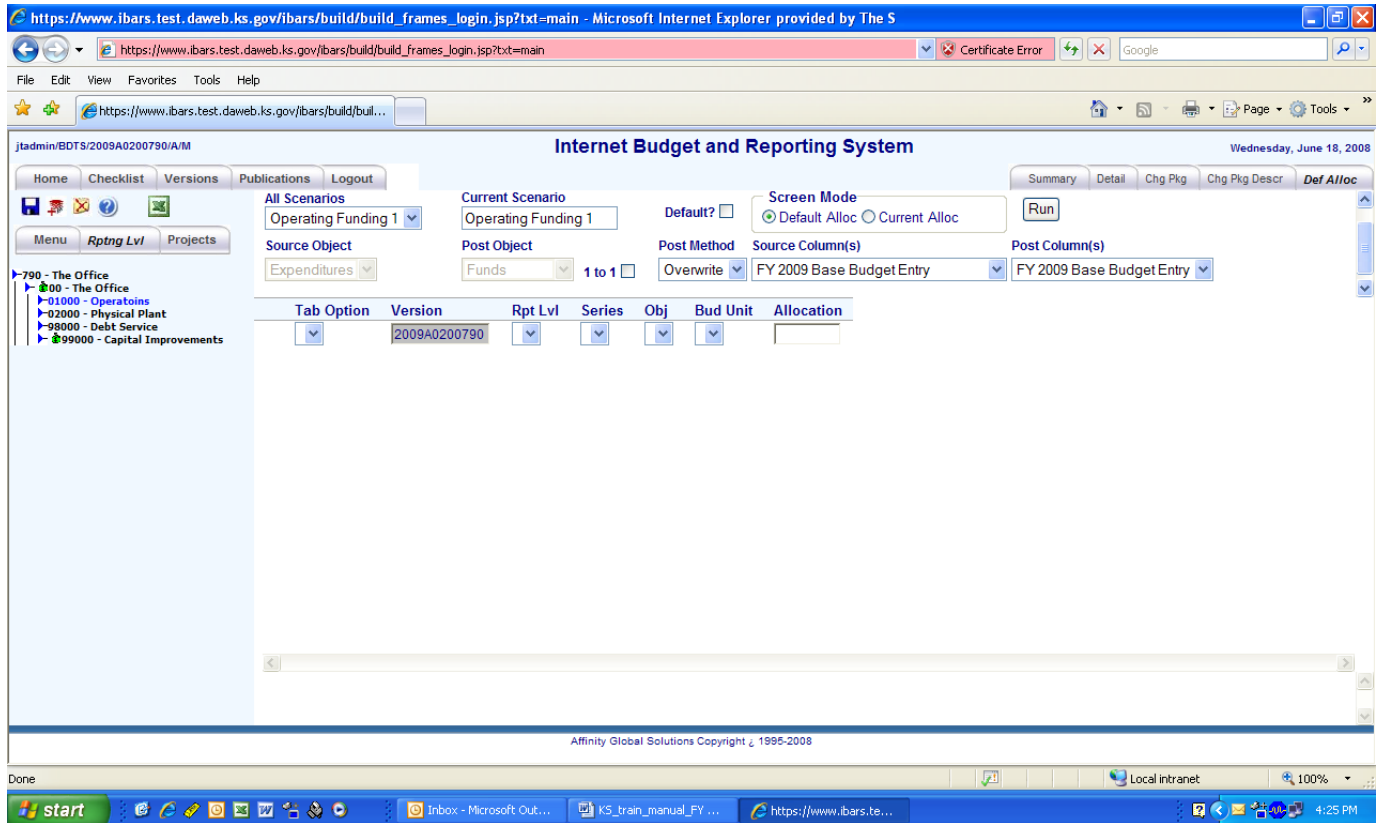 https://www.ibars.test.daweb.ks.gov/ibars/build/build_frames_login.jsp?txt=main - Microsoft Internet Explorer provided by The S
https://www.ibars.test.daweb.ks.gov/ibars/build/build_frames_login.jsp?txt=main Certificate Error Google
File Edit View Favorites Tools Help
https://www.ibars.test.daweb.ks.gov/ibars/build/buil... Page Tools »
jtadmin/BDTS/2009A0200790/A/M Internet Budget and Reporting System Wednesday, June 18, 2008
Home Checklist Versions Publications Logout Summary Detail Chg Pkg Chg Pkg Descr Def Alloc
All Scenarios Current Scenario Default? Screen Mode
Operating Funding 1 Operating Funding 1 Default Alloc Current Alloc Run
Menu Rptng Lvl Projects
Source Object Post Object Post Method Source Column(s) Post Column(s)
Expenditures Funds 1 to 1 Overwrite FY 2009 Base Budget Entry FY 2009 Base Budget Entry
790 - The Office
00 - The Office
01000 - Operatoins
02000 - Physical Plant
98000 - Debt Service
99000 - Capital Improvements
Tab Option Version Rpt Lvl Series Obj Bud Unit Allocation
2009A0200790
Affinity Global Solutions Copyright ¿ 1995-2008
Done Local intranet 100%
start Inbox - Microsoft Out... KS_train_manual_FY ... https://www.ibars.te... 4:25 PM